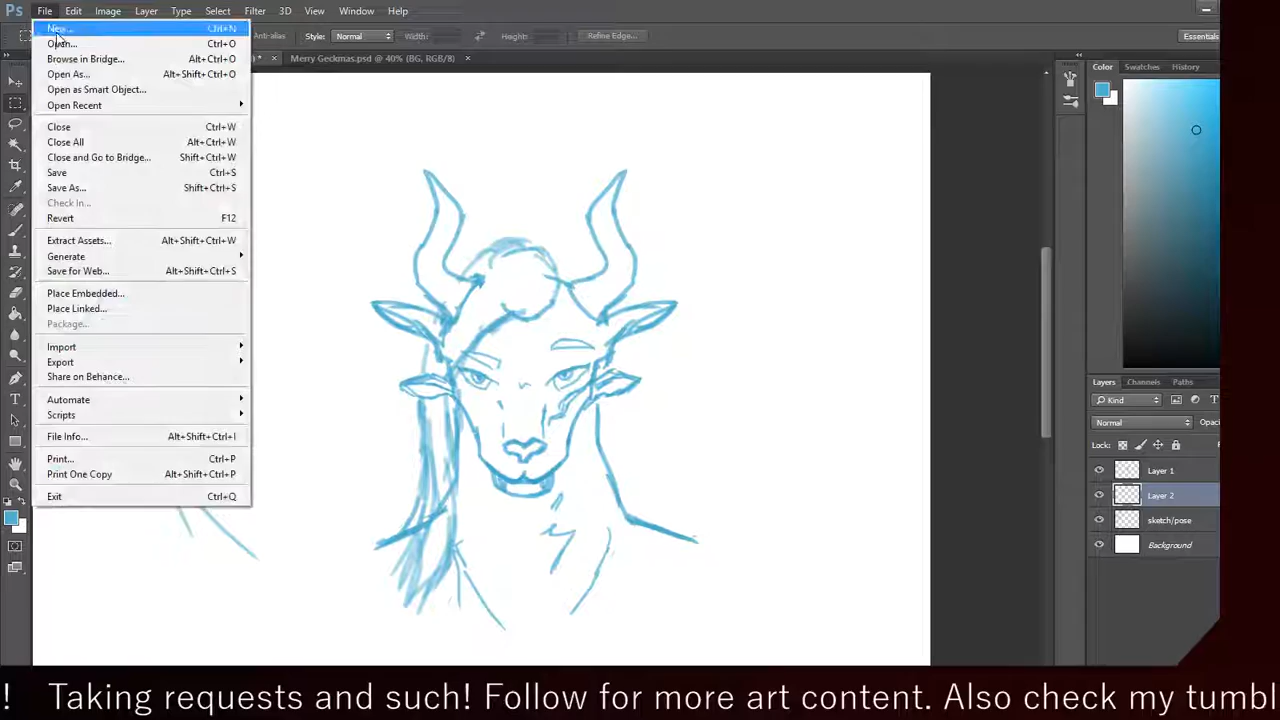 Ps File Edit Image Layer Type Select Filter 3D View Window Help
Anti-alias Style: Normal Width: Height: Refine Edge... Essentials
Merry Geckmas.psd @ 40% (BG, RGB/8) ×
New... Ctrl+N
Open... Ctrl+O
Browse in Bridge... Alt+Ctrl+O
Open As... Alt+Shift+Ctrl+O
Open as Smart Object...
Open Recent
Close Ctrl+W
Close All Alt+Ctrl+W
Close and Go to Bridge... Shift+Ctrl+W
Save Ctrl+S
Save As... Shift+Ctrl+S
Check In...
Revert F12
Extract Assets... Alt+Shift+Ctrl+W
Generate
Save for Web... Alt+Shift+Ctrl+S
Place Embedded...
Place Linked...
Package...
Import
Export
Share on Behance...
Automate
Scripts
File Info... Alt+Shift+Ctrl+I
Print... Ctrl+P
Print One Copy Alt+Shift+Ctrl+P
Exit Ctrl+Q
Color Swatches History
Layers Channels Paths
Kind
Normal Opac
Lock:
Layer 1
Layer 2
sketch/pose
Background
! Taking requests and such! Follow for more art content. Also check my tumbl